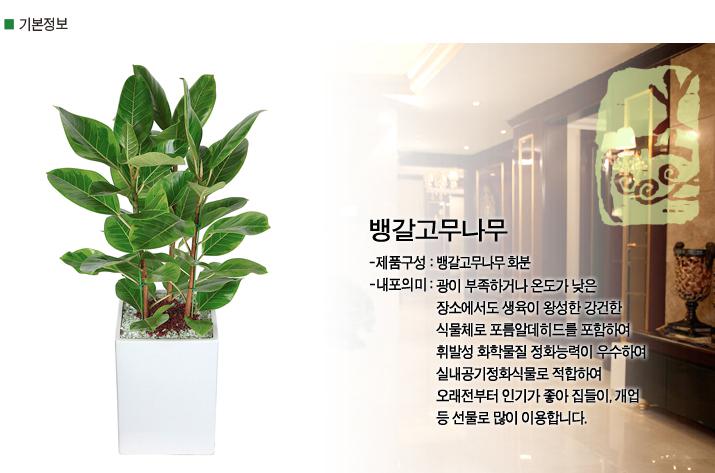 기본정보
뱅갈고무나무
-제품구성 : 뱅갈고무나무 화분
-내포의미 : 광이 부족하거나 온도가 낮은
장소에서도 생육이 왕성한 강건한
식물체로 포름알데히드를 포함하여
휘발성 화학물질 정화능력이 우수하여
실내공기정화식물로 적합하여
오래전부터 인기가 좋아 집들이, 개업
등 선물로 많이 이용합니다.